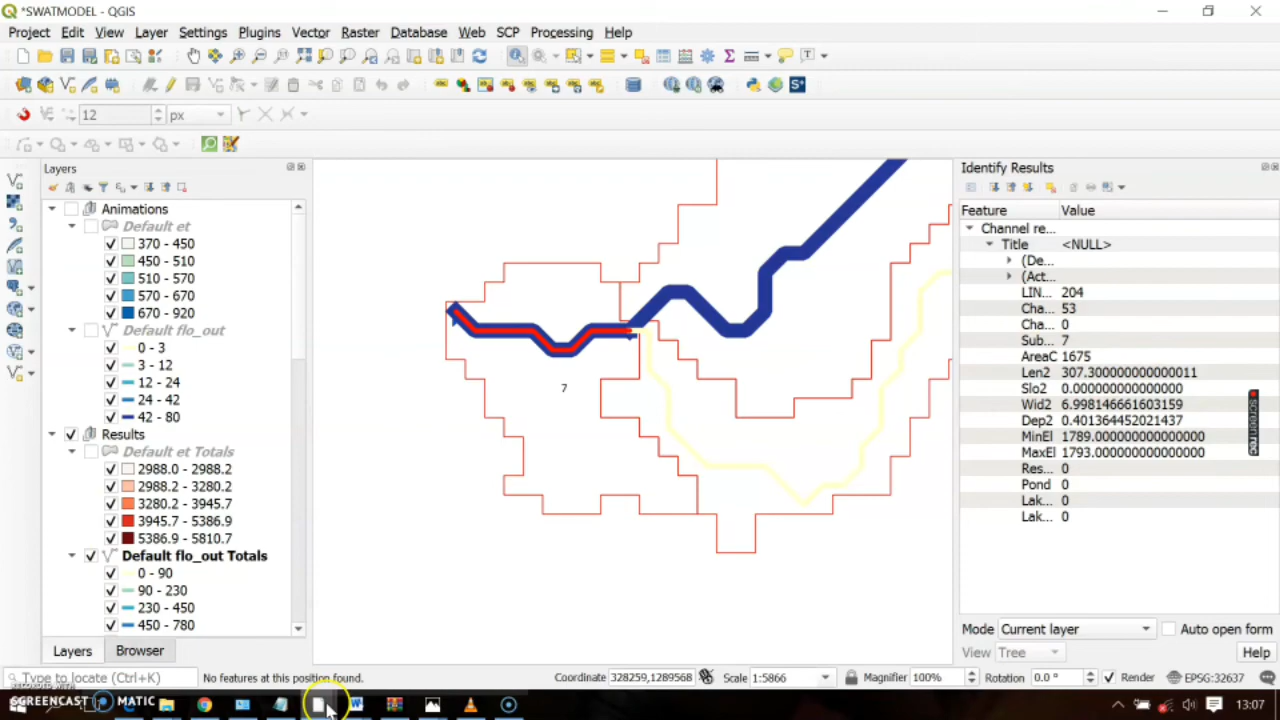 *SWATMODEL - QGIS
Project Edit View Layer Settings Plugins Vector Raster Database Web SCP Processing Help
12 px
Layers
Animations
Default et
370 - 450
450 - 510
510 - 570
570 - 670
670 - 920
Default flo_out
0 - 3
3 - 12
12 - 24
24 - 42
42 - 80
Results
Default et Totals
2988.0 - 2988.2
2988.2 - 3280.2
3280.2 - 3945.7
3945.7 - 5386.9
5386.9 - 5810.7
Default flo_out Totals
0 - 90
90 - 230
230 - 450
450 - 780
Layers Browser
7
Identify Results
Feature Value
Channel re...
Title <NULL>
(De...
(Act...
LIN... 204
Cha... 53
Cha... 0
Sub... 7
AreaC 1675
Len2 307.300000000000011
Slo2 0.000000000000000
Wid2 6.998146661603159
Dep2 0.401364452021437
MinEl 1789.000000000000000
MaxEl 1793.000000000000000
Res... 0
Pond 0
Lak... 0
Lak... 0
screenrec
Mode Current layer Auto open form
View Tree Help
Type to locate (Ctrl+K) No features at this position found. Coordinate 328259,1289568 Scale 1:5866 Magnifier 100% Rotation 0.0 ° Render EPSG:32637
RECORDED WITH
SCREENCAST MATIC
13:07